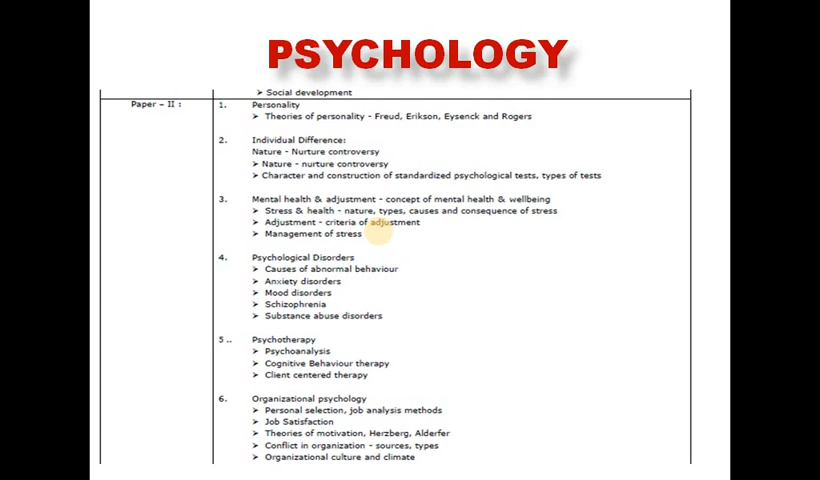 PSYCHOLOGY
➢ Social development
Paper – II :
1. Personality
➢ Theories of personality - Freud, Erikson, Eysenck and Rogers
2. Individual Difference:
Nature - Nurture controversy
➢ Nature - nurture controversy
➢ Character and construction of standardized psychological tests, types of tests
3. Mental health & adjustment - concept of mental health & wellbeing
➢ Stress & health - nature, types, causes and consequence of stress
➢ Adjustment - criteria of adjustment
➢ Management of stress
4. Psychological Disorders
➢ Causes of abnormal behaviour
➢ Anxiety disorders
➢ Mood disorders
➢ Schizophrenia
➢ Substance abuse disorders
5 .. Psychotherapy
➢ Psychoanalysis
➢ Cognitive Behaviour therapy
➢ Client centered therapy
6. Organizational psychology
➢ Personal selection, job analysis methods
➢ Job Satisfaction
➢ Theories of motivation, Herzberg, Alderfer
➢ Conflict in organization - sources, types
➢ Organizational culture and climate